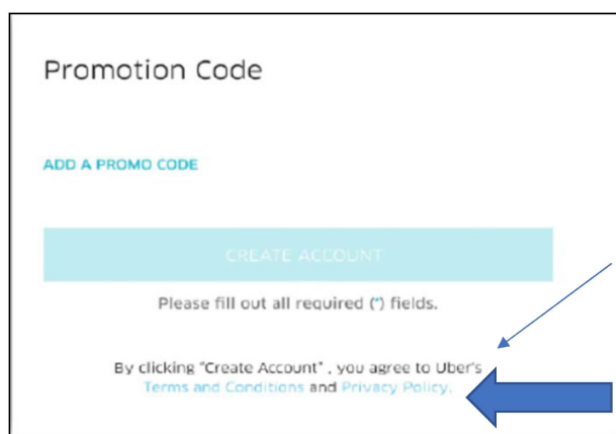 Promotion Code
ADD A PROMO CODE
CREATE ACCOUNT
Please fill out all required (*) fields.
By clicking "Create Account" , you agree to Uber's
Terms and Conditions and Privacy Policy.